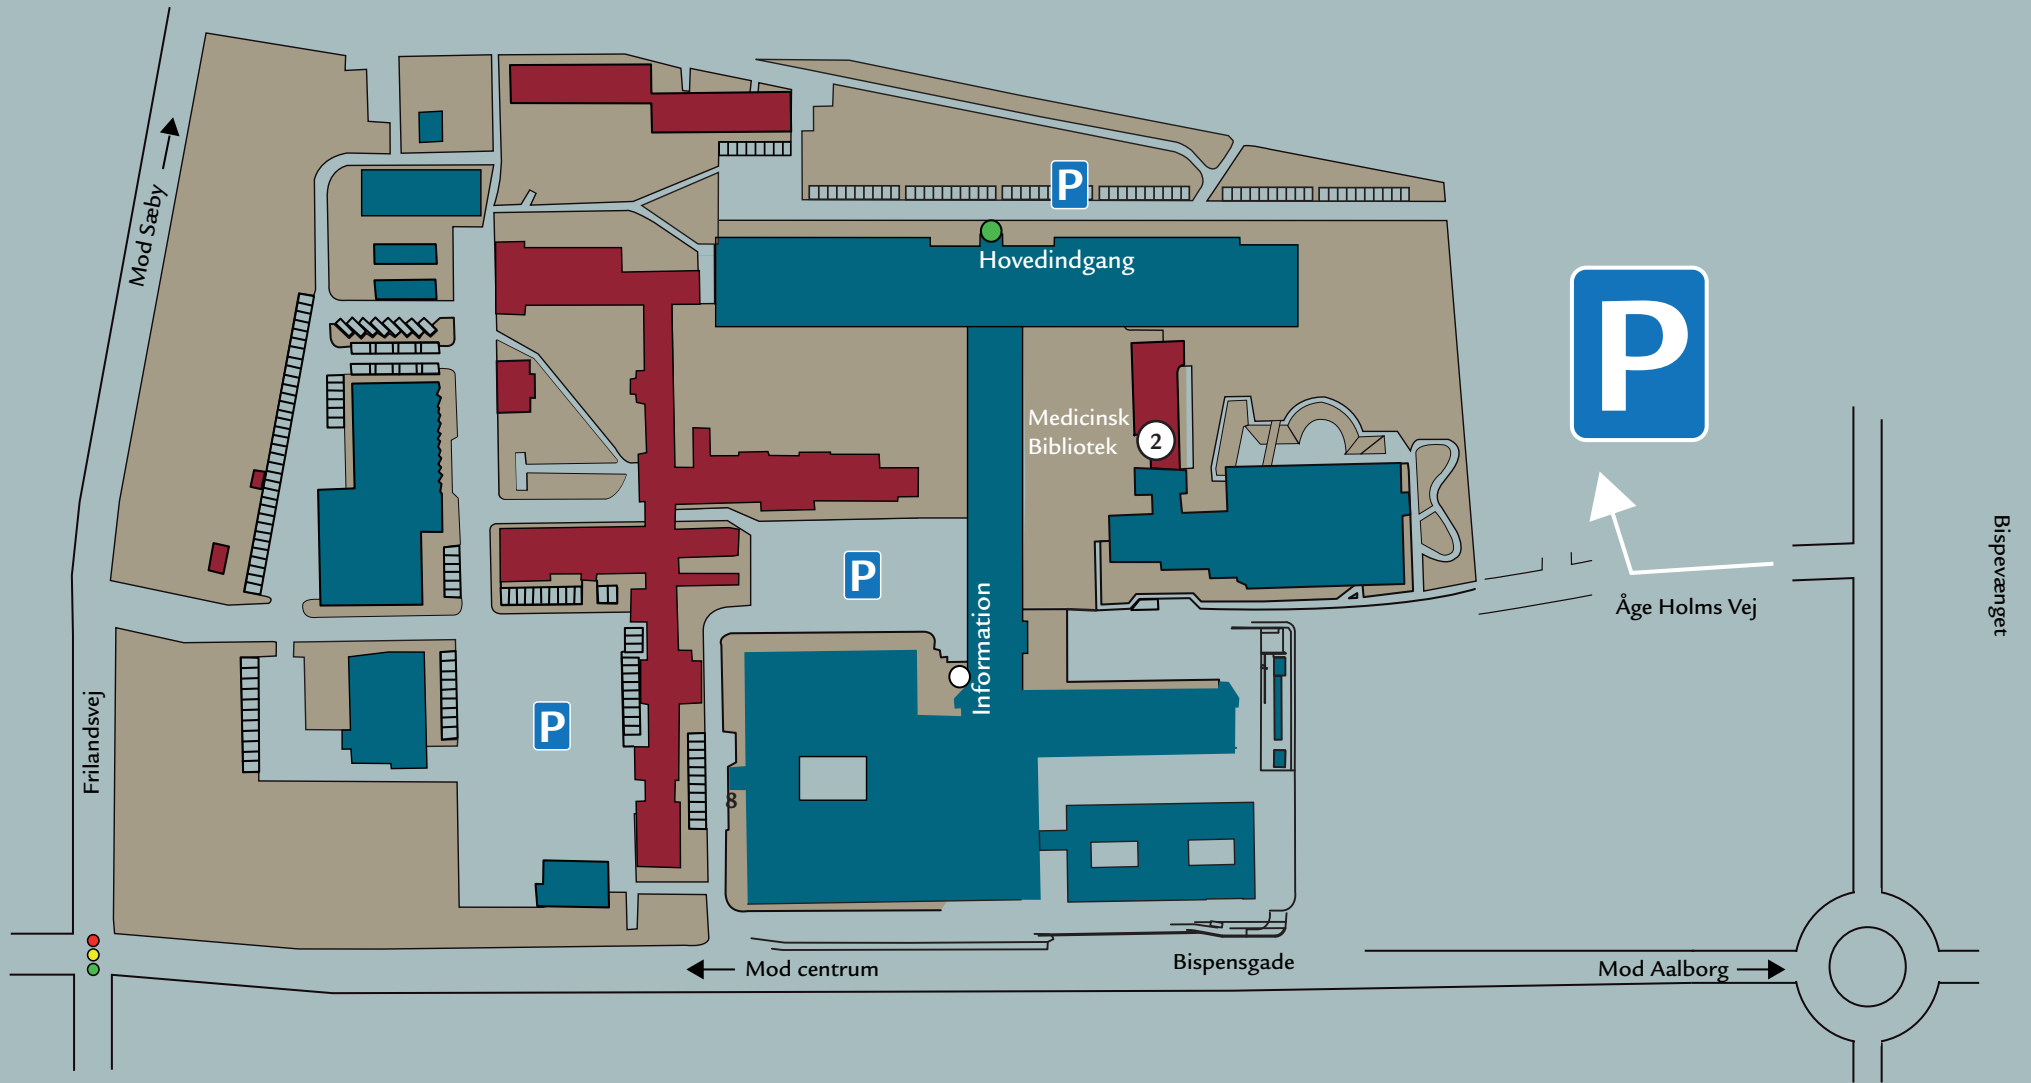 Mod Sæby
P
Hovedindgang
P
Medicinsk
Bibliotek
2
Bispevænget
P
Information
Åge Holms Vej
P
Frilandsvej
8
Bispensgade
Mod centrum
Mod Aalborg